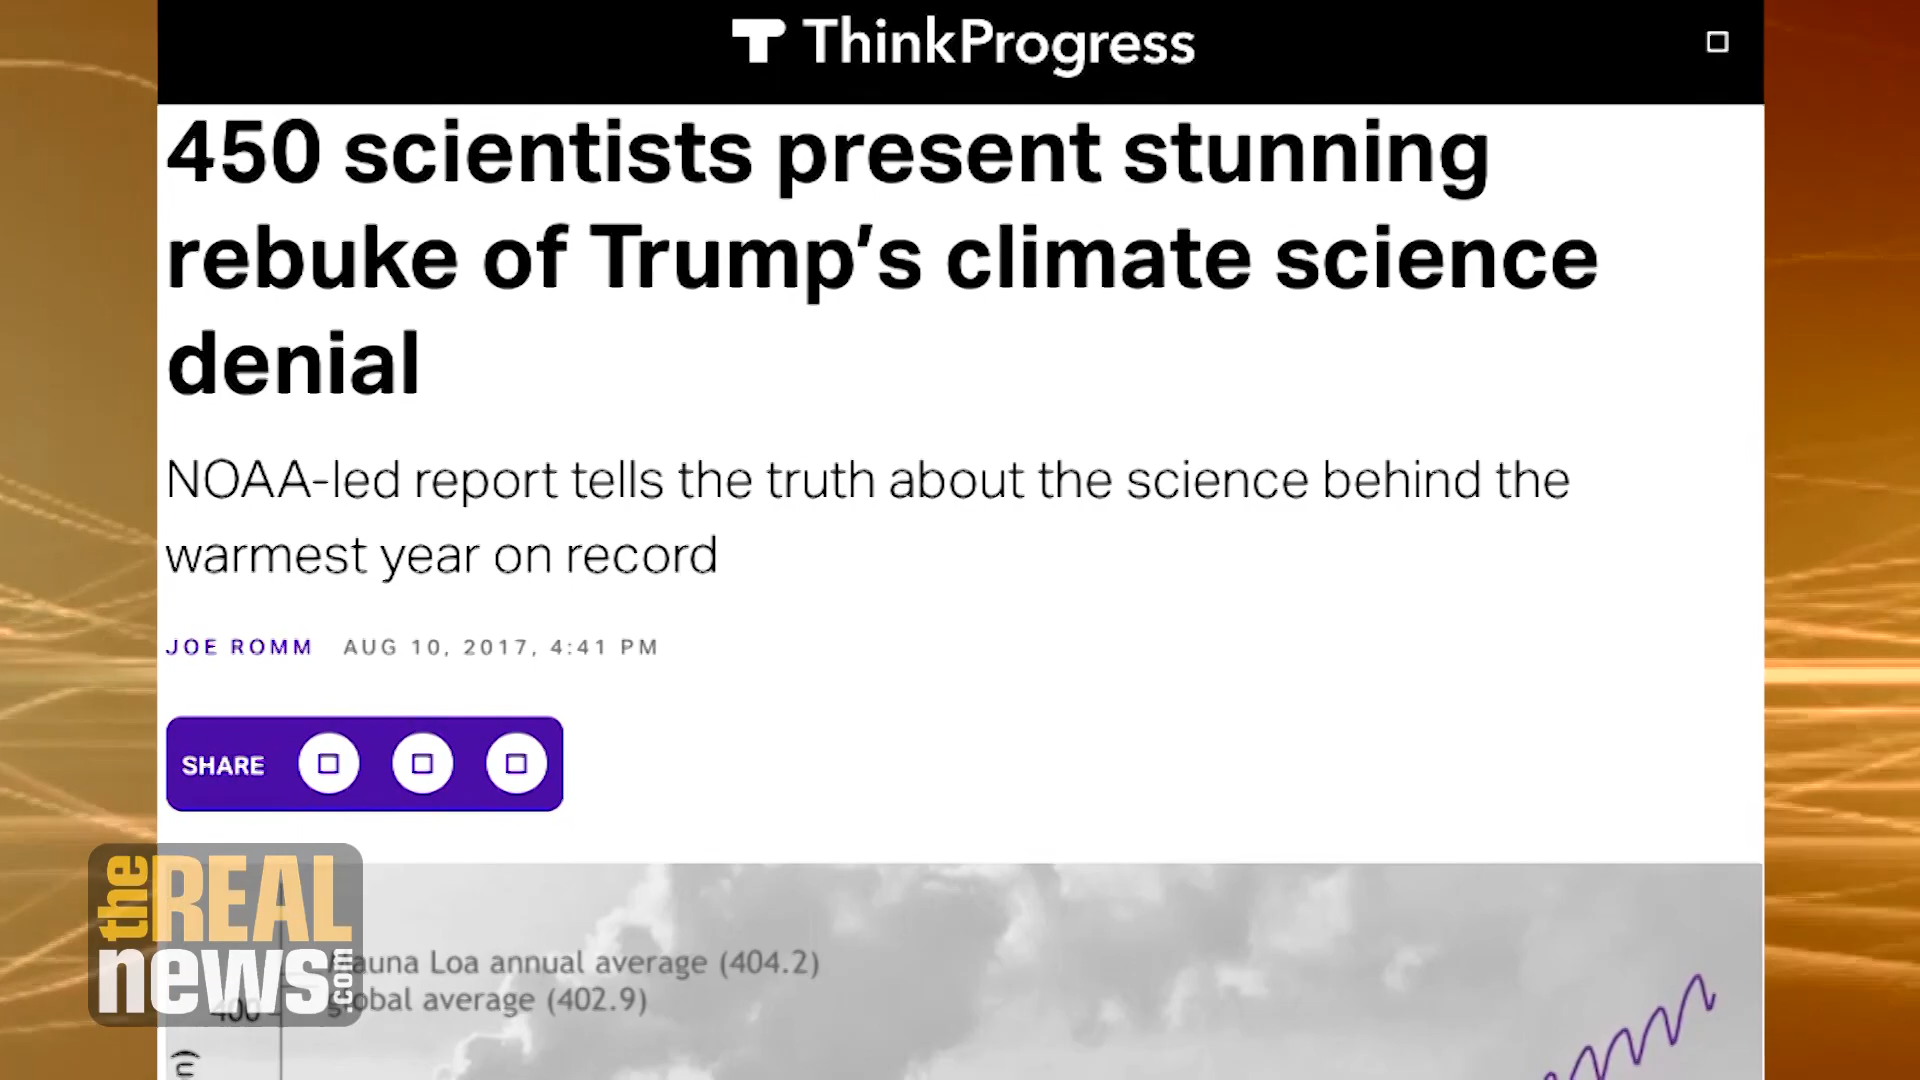 ThinkProgress
450 scientists present stunning
rebuke of Trump’s climate science
denial
NOAA-led report tells the truth about the science behind the
warmest year on record
JOE ROMM AUG 10, 2017, 4:41 PM
SHARE
the REAL
news.com
auna Loa annual average (404.2)
global average (402.9)
400